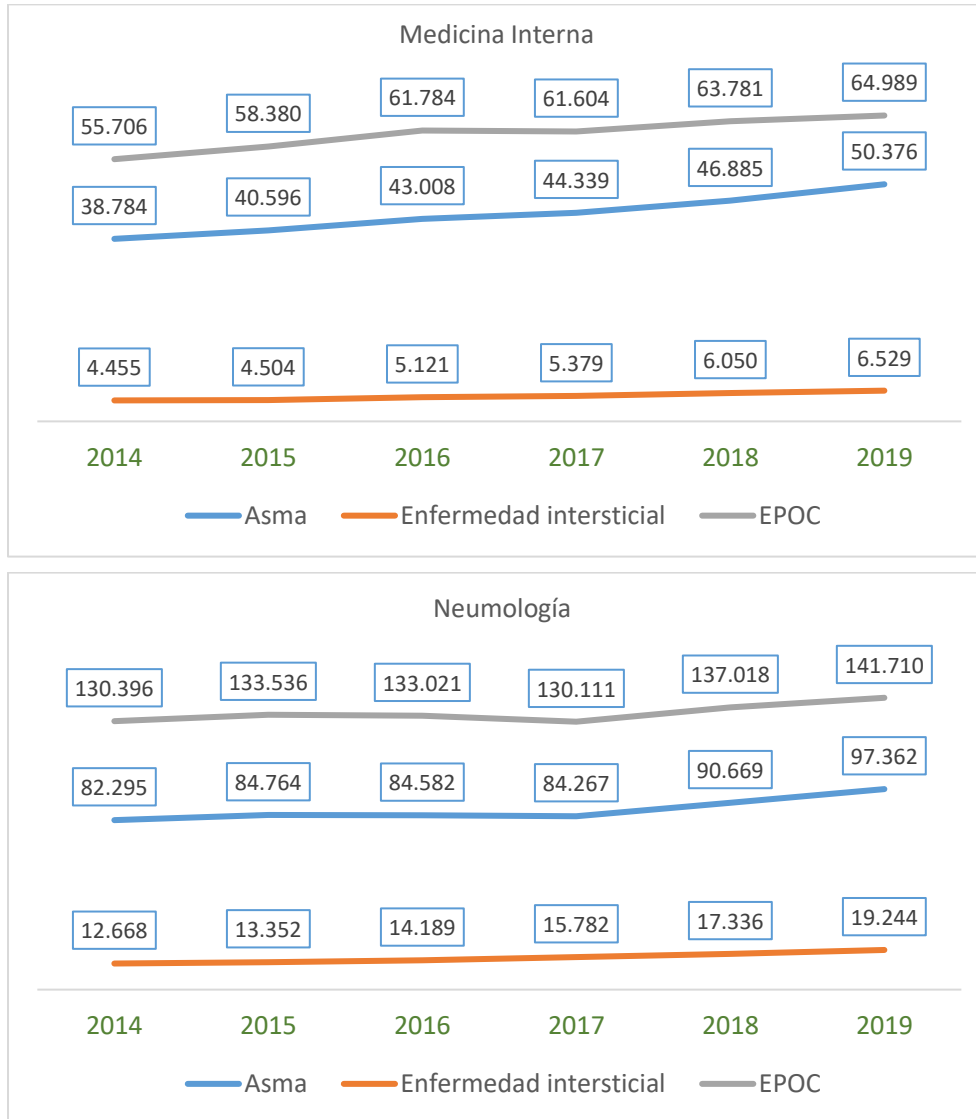 Medicina Interna
55.706 58.380 61.784 61.604 63.781 64.989
38.784 40.596 43.008 44.339 46.885 50.376
4.455 4.504 5.121 5.379 6.050 6.529
2014 2015 2016 2017 2018 2019
Asma Enfermedad intersticial EPOC
Neumología
130.396 133.536 133.021 130.111 137.018 141.710
82.295 84.764 84.582 84.267 90.669 97.362
12.668 13.352 14.189 15.782 17.336 19.244
2014 2015 2016 2017 2018 2019
Asma Enfermedad intersticial EPOC